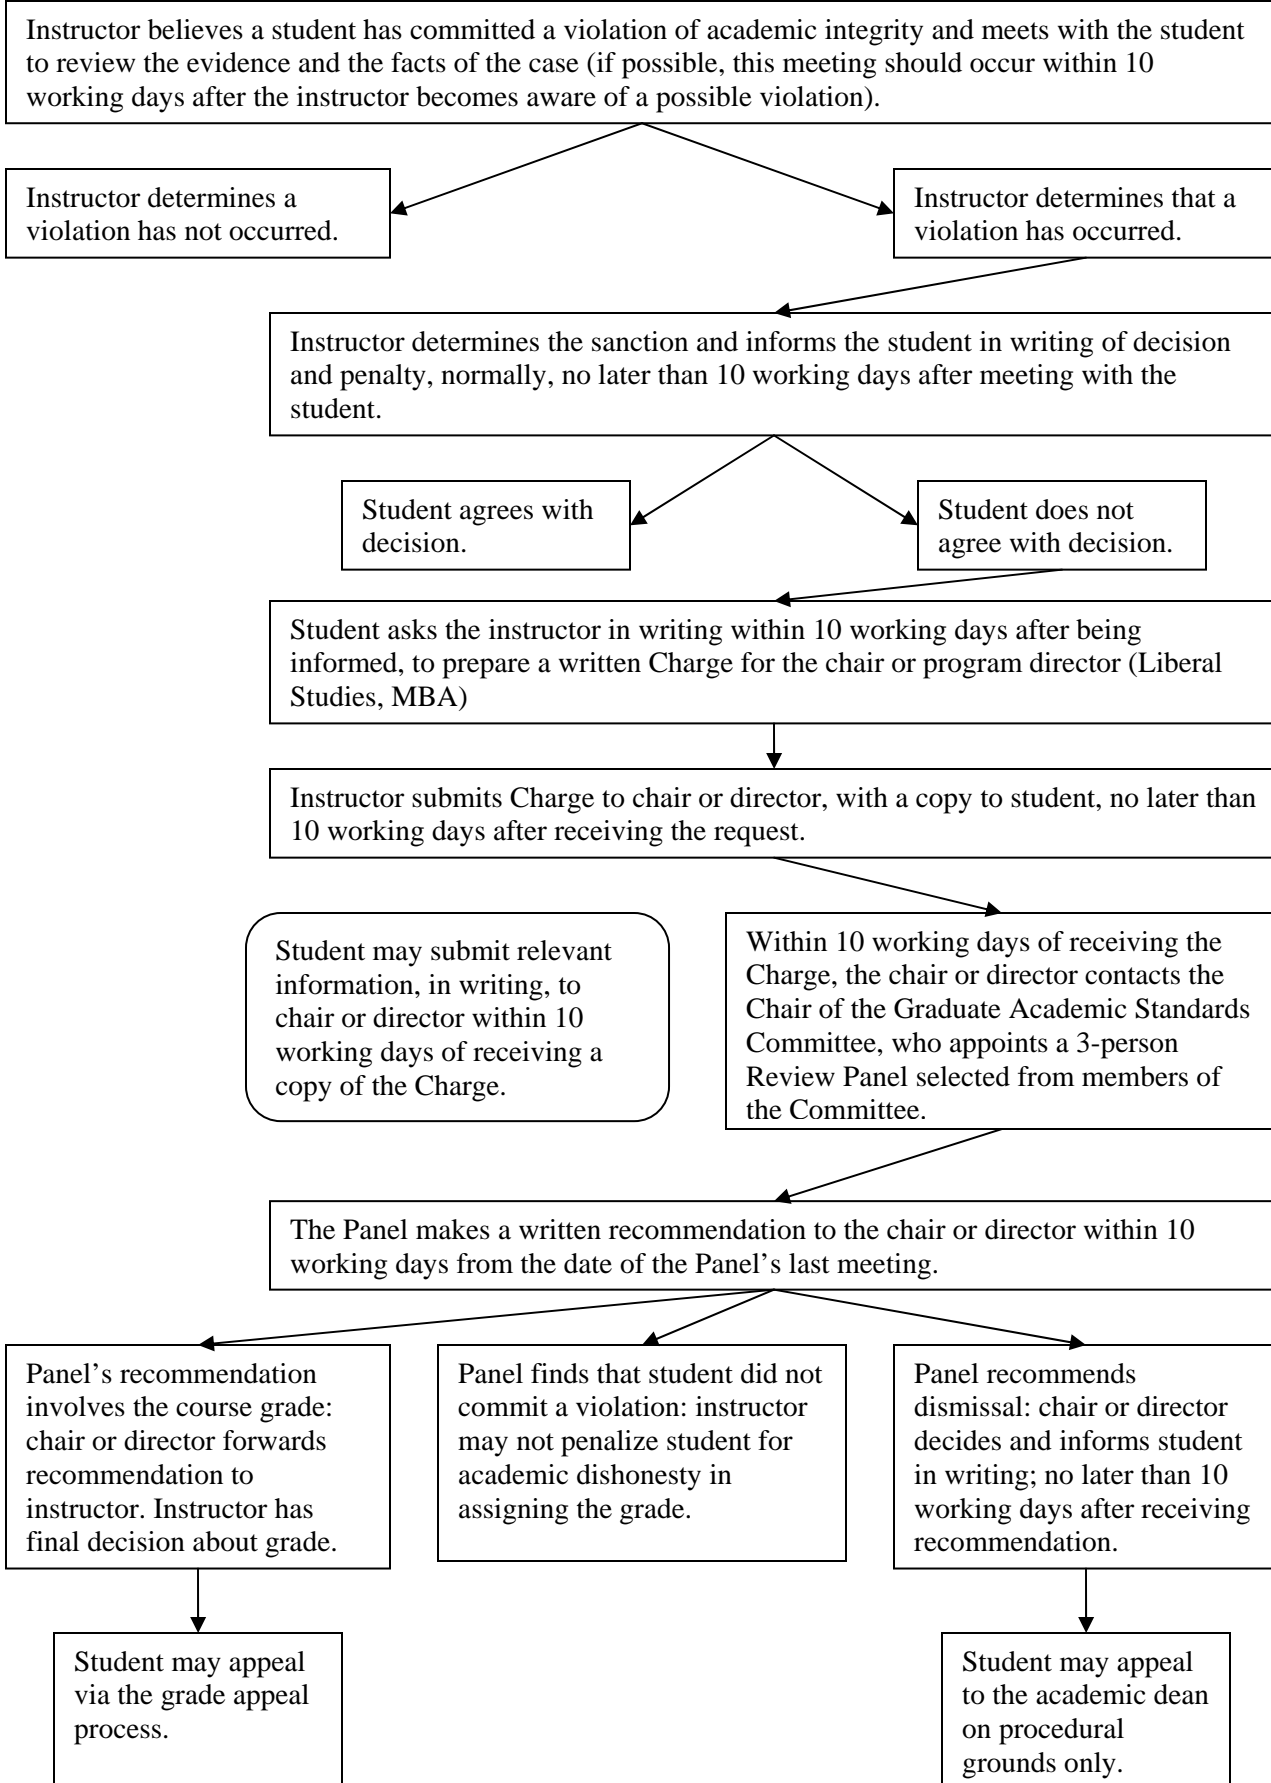 Instructor believes a student has committed a violation of academic integrity and meets with the student
to review the evidence and the facts of the case (if possible, this meeting should occur within 10
working days after the instructor becomes aware of a possible violation).
Instructor determines a
violation has not occurred.
Instructor determines that a
violation has occurred.
Instructor determines the sanction and informs the student in writing of decision
and penalty, normally, no later than 10 working days after meeting with the
student.
Student agrees with
decision.
Student does not
agree with decision.
Student asks the instructor in writing within 10 working days after being
informed, to prepare a written Charge for the chair or program director (Liberal
Studies, MBA)
Instructor submits Charge to chair or director, with a copy to student, no later than
10 working days after receiving the request.
Student may submit relevant
information, in writing, to
chair or director within 10
working days of receiving a
copy of the Charge.
Within 10 working days of receiving the
Charge, the chair or director contacts the
Chair of the Graduate Academic Standards
Committee, who appoints a 3-person
Review Panel selected from members of
the Committee.
The Panel makes a written recommendation to the chair or director within 10
working days from the date of the Panel’s last meeting.
Panel’s recommendation
involves the course grade:
chair or director forwards
recommendation to
instructor. Instructor has
final decision about grade.
Panel finds that student did not
commit a violation: instructor
may not penalize student for
academic dishonesty in
assigning the grade.
Panel recommends
dismissal: chair or director
decides and informs student
in writing; no later than 10
working days after receiving
recommendation.
Student may appeal
via the grade appeal
process.
Student may appeal
to the academic dean
on procedural
grounds only.